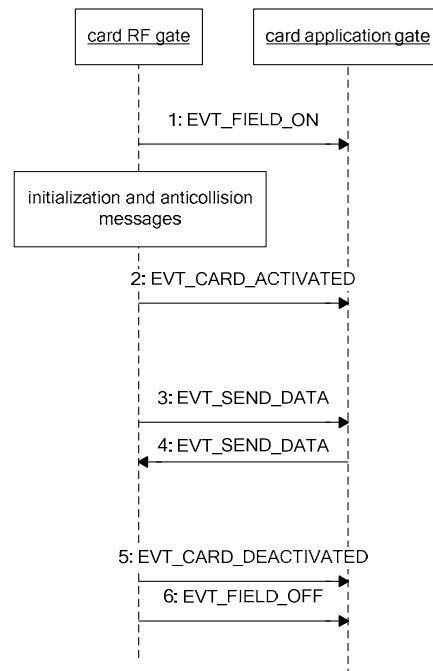 card RF gate
card application gate
1: EVT_FIELD_ON
initialization and anticollision
messages
2: EVT_CARD_ACTIVATED
3: EVT_SEND_DATA
4: EVT_SEND_DATA
5: EVT_CARD_DEACTIVATED
6: EVT_FIELD_OFF